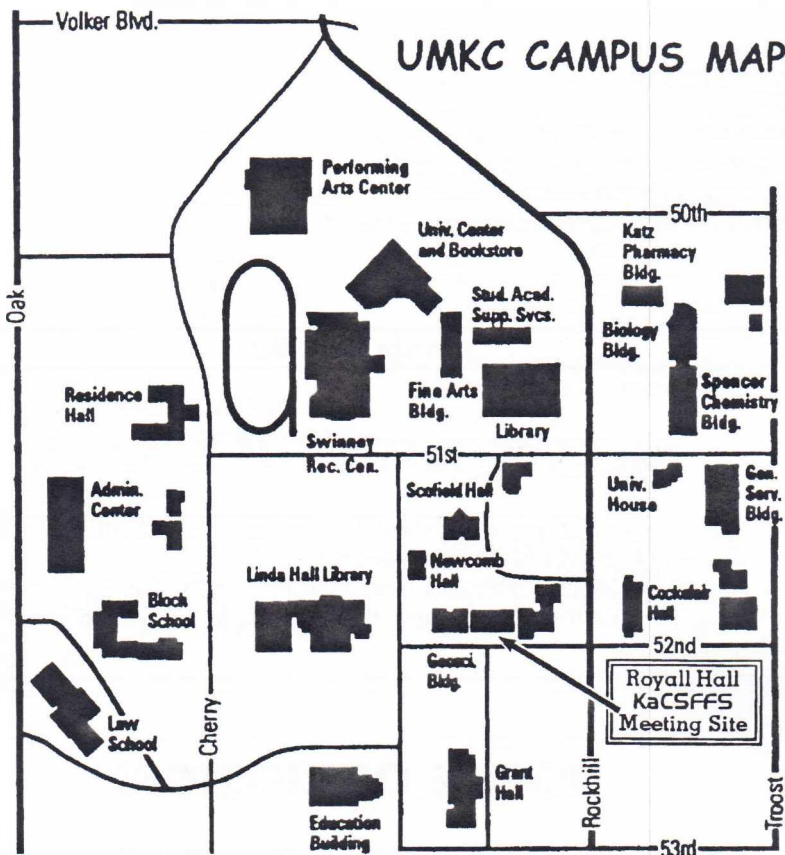 Volker Blvd.
UMKC CAMPUS MAP
Performing
Arts Center
50th
Univ. Center
and Bookstore
Katz
Pharmacy
Bldg.
Oak
Stud. Acad.
Supp. Svcs.
Biology
Bldg.
Residence
Hall
Fine Arts
Bldg.
Spencer
Chemistry
Bldg.
Library
Swinney
Rec. Cen.
51st
Scofield Hall
Univ.
House
Gen.
Serv.
Bldg.
Admin.
Center
Newcomb
Hall
Linda Hall Library
Block
School
Cockefair
Hall
52nd
Geosci.
Bldg.
Royall Hall
KaCSFFS
Meeting Site
Law
School
Cherry
Grant
Hall
Rockhill
Troost
Education
Building
53rd